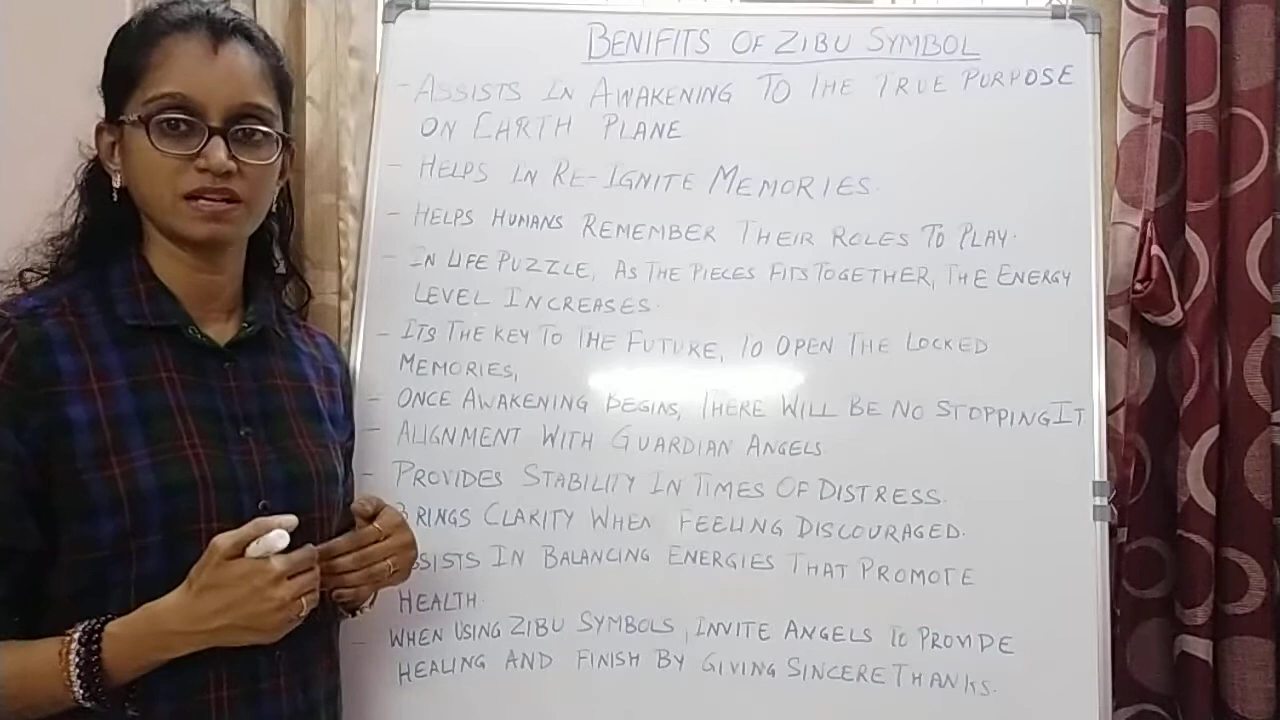 BENIFITS OF ZIBU SYMBOL
- ASSISTS IN AWAKENING TO THE TRUE PURPOSE
ON EARTH PLANE
- HELPS IN RE-IGNITE MEMORIES.
- HELPS HUMANS REMEMBER THEIR ROLES TO PLAY.
- IN LIFE PUZZLE, AS THE PIECES FITS TOGETHER, THE ENERGY
LEVEL INCREASES.
- ITS THE KEY TO THE FUTURE, TO OPEN THE LOCKED
MEMORIES,
- ONCE AWAKENING BEGINS, THERE WILL BE NO STOPPING IT
- ALIGNMENT WITH GUARDIAN ANGELS
- PROVIDES STABILITY IN TIMES OF DISTRESS.
BRINGS CLARITY WHEN FEELING DISCOURAGED.
SSISTS IN BALANCING ENERGIES THAT PROMOTE
HEALTH.
- WHEN USING ZIBU SYMBOLS, INVITE ANGELS TO PROVIDE
HEALING AND FINISH BY GIVING SINCERE THANKS.